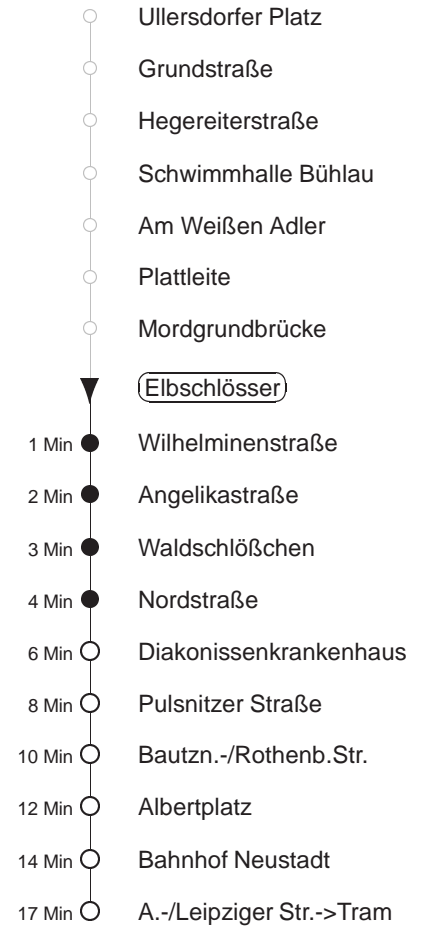 Ullersdorfer Platz
Grundstraße
Hegereiterstraße
Schwimmhalle Bühlau
Am Weißen Adler
Plattleite
Mordgrundbrücke
Elbschlösser
1 Min Wilhelminenstraße
2 Min Angelikastraße
3 Min Waldschlößchen
4 Min Nordstraße
6 Min Diakonissenkrankenhaus
8 Min Pulsnitzer Straße
10 Min Bautzn.-/Rothenb.Str.
12 Min Albertplatz
14 Min Bahnhof Neustadt
17 Min A.-/Leipziger Str.->Tram